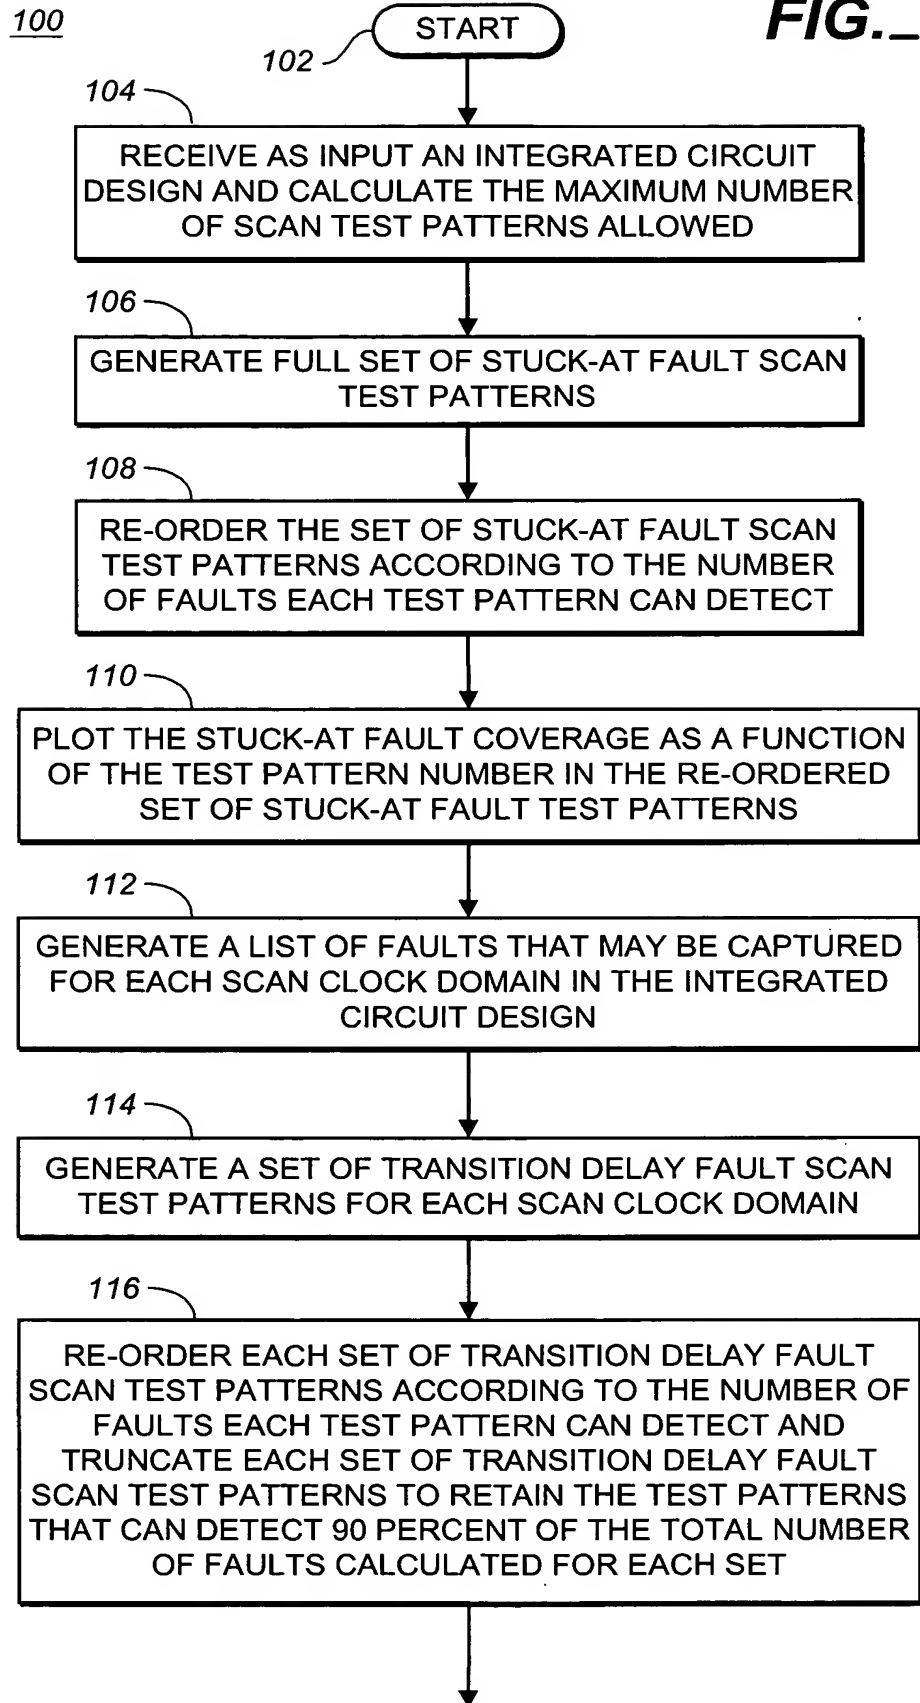 100
FIG._
START
102
104
RECEIVE AS INPUT AN INTEGRATED CIRCUIT
DESIGN AND CALCULATE THE MAXIMUM NUMBER
OF SCAN TEST PATTERNS ALLOWED
106
GENERATE FULL SET OF STUCK-AT FAULT SCAN
TEST PATTERNS
108
RE-ORDER THE SET OF STUCK-AT FAULT SCAN
TEST PATTERNS ACCORDING TO THE NUMBER
OF FAULTS EACH TEST PATTERN CAN DETECT
110
PLOT THE STUCK-AT FAULT COVERAGE AS A FUNCTION
OF THE TEST PATTERN NUMBER IN THE RE-ORDERED
SET OF STUCK-AT FAULT TEST PATTERNS
112
GENERATE A LIST OF FAULTS THAT MAY BE CAPTURED
FOR EACH SCAN CLOCK DOMAIN IN THE INTEGRATED
CIRCUIT DESIGN
114
GENERATE A SET OF TRANSITION DELAY FAULT SCAN
TEST PATTERNS FOR EACH SCAN CLOCK DOMAIN
116
RE-ORDER EACH SET OF TRANSITION DELAY FAULT
SCAN TEST PATTERNS ACCORDING TO THE NUMBER OF
FAULTS EACH TEST PATTERN CAN DETECT AND
TRUNCATE EACH SET OF TRANSITION DELAY FAULT
SCAN TEST PATTERNS TO RETAIN THE TEST PATTERNS
THAT CAN DETECT 90 PERCENT OF THE TOTAL NUMBER
OF FAULTS CALCULATED FOR EACH SET